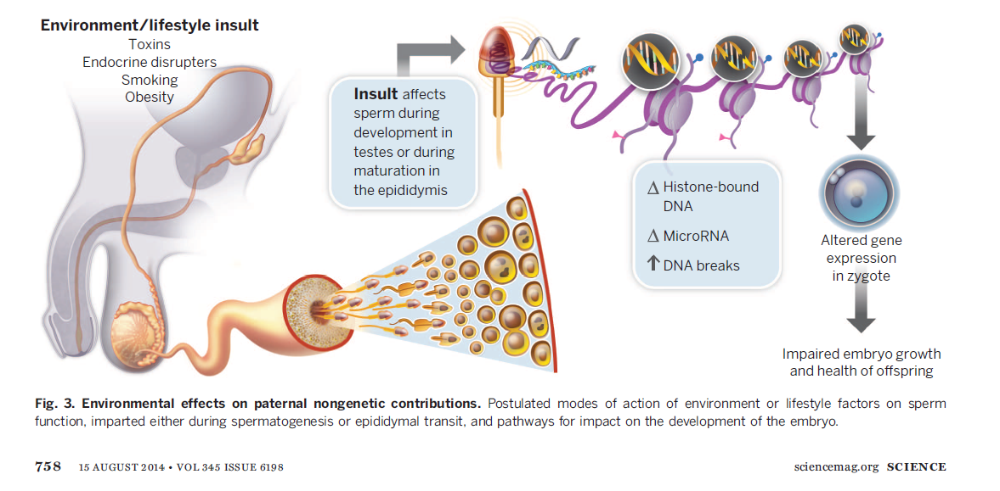 Environment/lifestyle insult
Toxins
Endocrine disrupters
Smoking
Obesity
Insult affects
sperm during
development in
testes or during
maturation in
the epididymis
Δ Histone-bound
DNA
Δ MicroRNA
↑ DNA breaks
Altered gene
expression
in zygote
Impaired embryo growth
and health of offspring
Fig. 3. Environmental effects on paternal nongenetic contributions. Postulated modes of action of environment or lifestyle factors on sperm
function, imparted either during spermatogenesis or epididymal transit, and pathways for impact on the development of the embryo.
758 15 AUGUST 2014 • VOL 345 ISSUE 6198
sciencemag.org SCIENCE